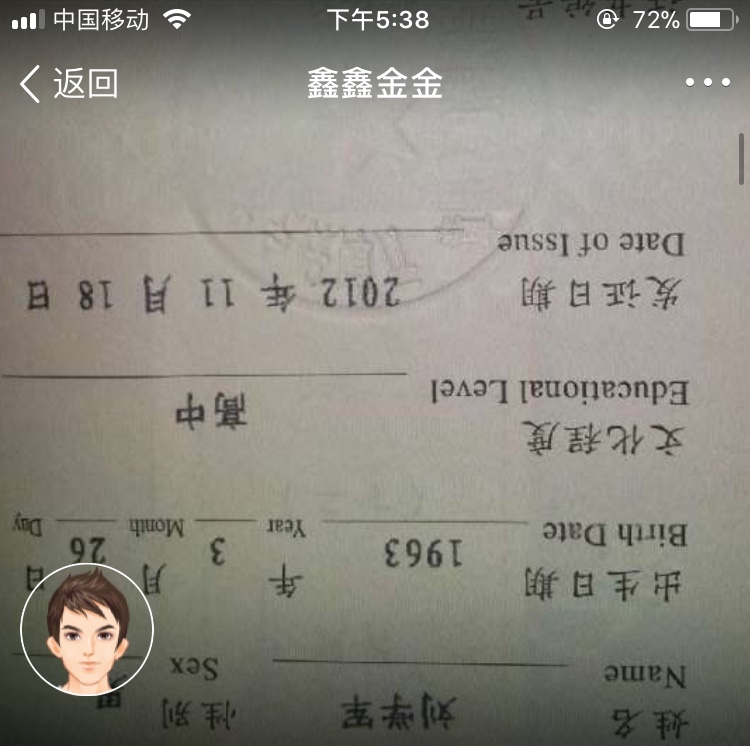 中国移动 下午5:38 72%
返回 鑫鑫金金
姓名 刘学军 性别 男
Name Sex
出生日期 1963 年 3 月 26 日
Birth Date Year Month Day
文化程度 高中
Educational Level
发证日期 2012 年 11 月 18 日
Date of Issue